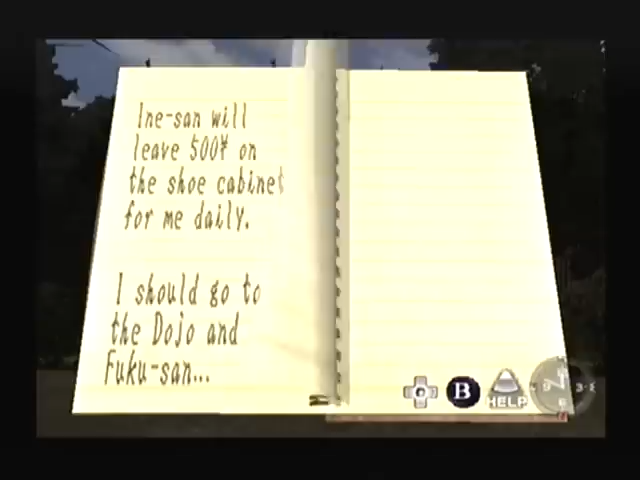 Ine-san will
leave 500¥ on
the shoe cabinet
for me daily.
I should go to
the Dojo and
Fuku-san...
B
HELP